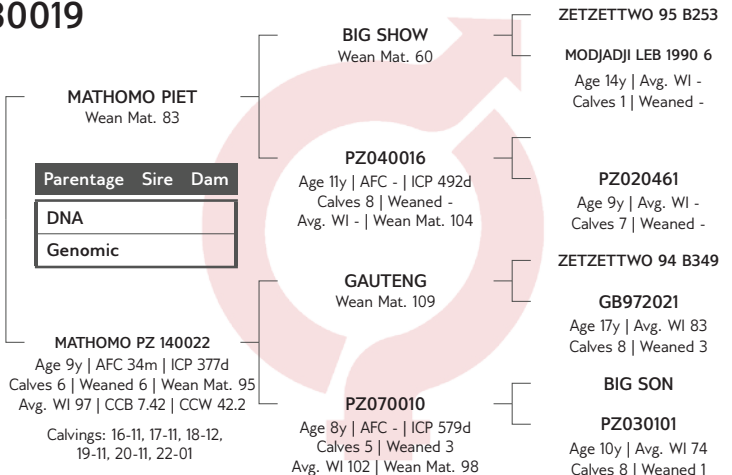 30019
MATHOMO PIET
Wean Mat. 83
Parentage Sire Dam
DNA
Genomic
MATHOMO PZ 140022
Age 9y | AFC 34m | ICP 377d
Calves 6 | Weaned 6 | Wean Mat. 95
Avg. WI 97 | CCB 7.42 | CCW 42.2
Calvings: 16-11, 17-11, 18-12,
19-11, 20-11, 22-01
BIG SHOW
Wean Mat. 60
PZ040016
Age 11y | AFC - | ICP 492d
Calves 8 | Weaned -
Avg. WI - | Wean Mat. 104
GAUTENG
Wean Mat. 109
PZ070010
Age 8y | AFC - | ICP 579d
Calves 5 | Weaned 3
Avg. WI 102 | Wean Mat. 98
ZETZETTWO 95 B253
MODJADJI LEB 1990 6
Age 14y | Avg. WI -
Calves 1 | Weaned -
PZ020461
Age 9y | Avg. WI -
Calves 7 | Weaned -
ZETZETTWO 94 B349
GB972021
Age 17y | Avg. WI 83
Calves 8 | Weaned 3
BIG SON
PZ030101
Age 10y | Avg. WI 74
Calves 8 | Weaned 1